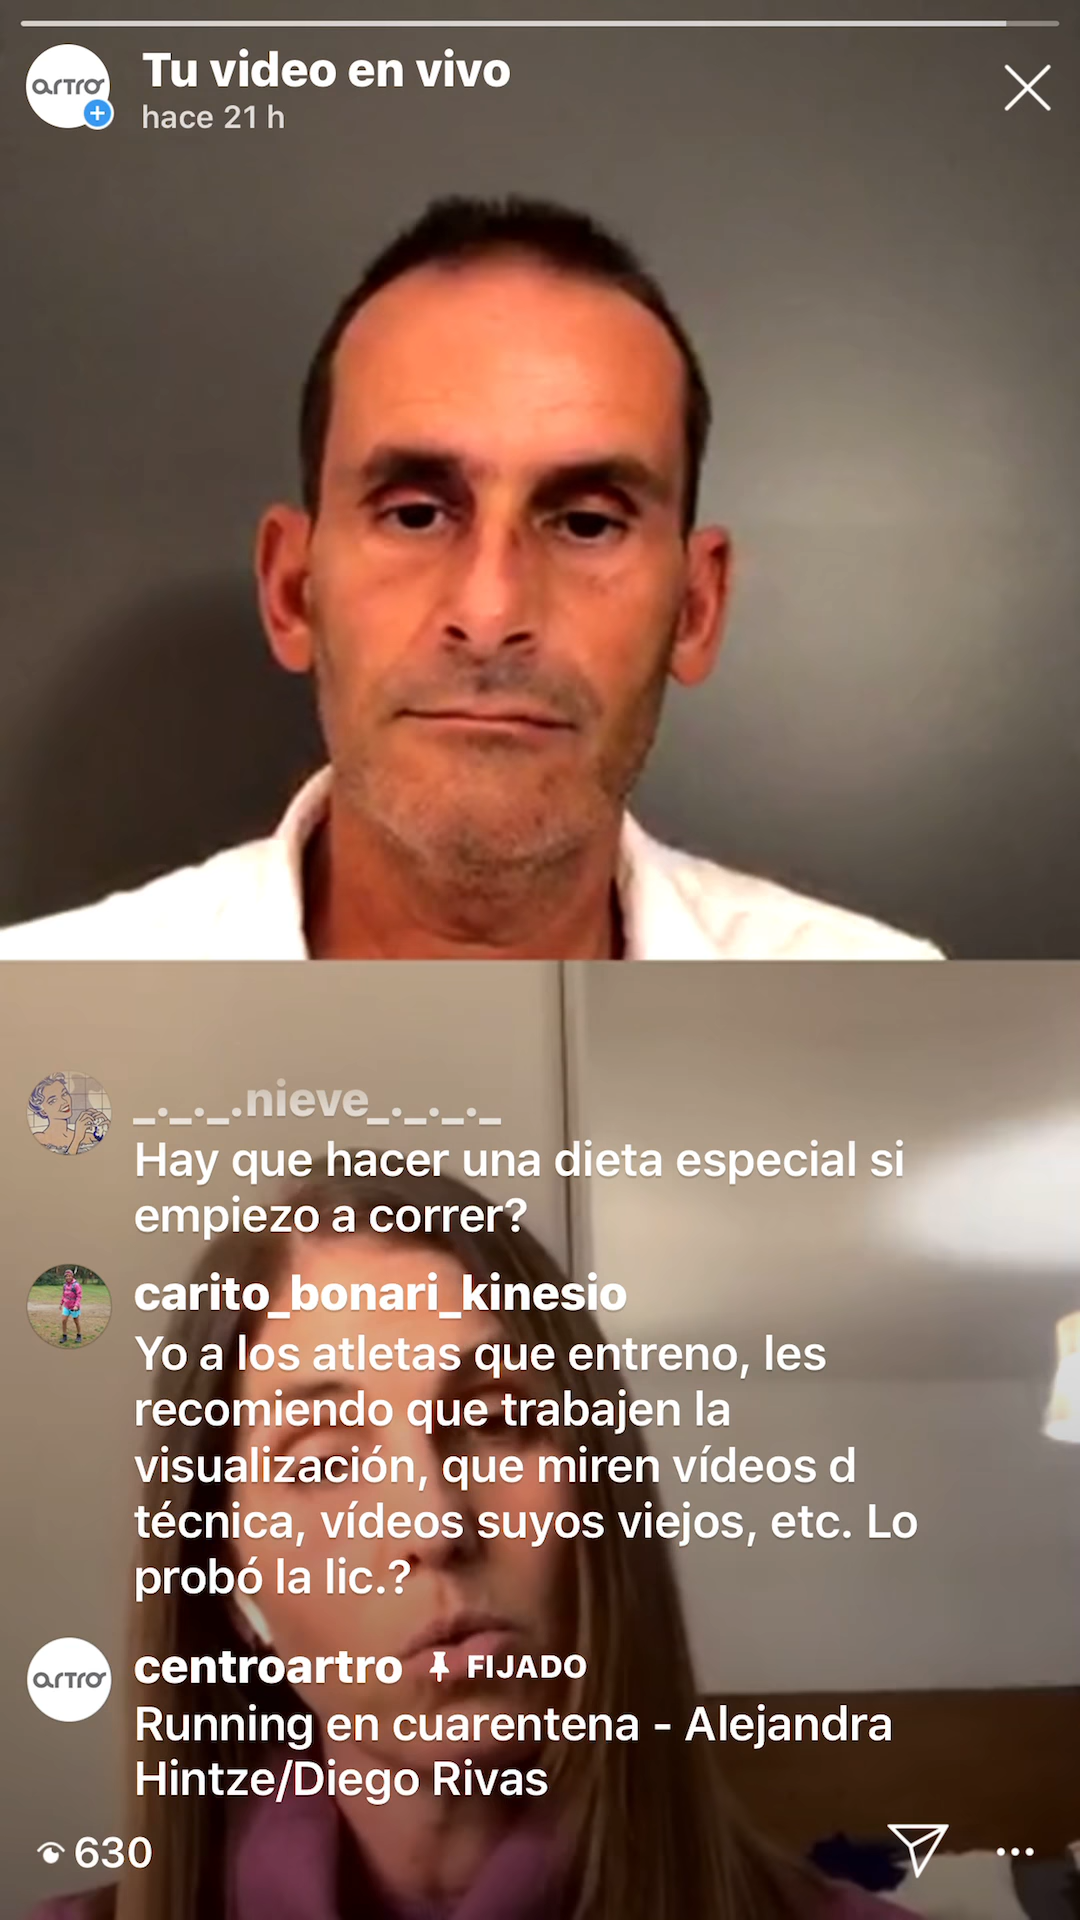 artro
Tu video en vivo
hace 21 h
_._._.nieve_._._._
Hay que hacer una dieta especial si
empiezo a correr?
carito_bonari_kinesio
Yo a los atletas que entreno, les
recomiendo que trabajen la
visualización, que miren vídeos d
técnica, vídeos suyos viejos, etc. Lo
probó la lic.?
artro
centroartro FIJADO
Running en cuarentena - Alejandra
Hintze/Diego Rivas
630